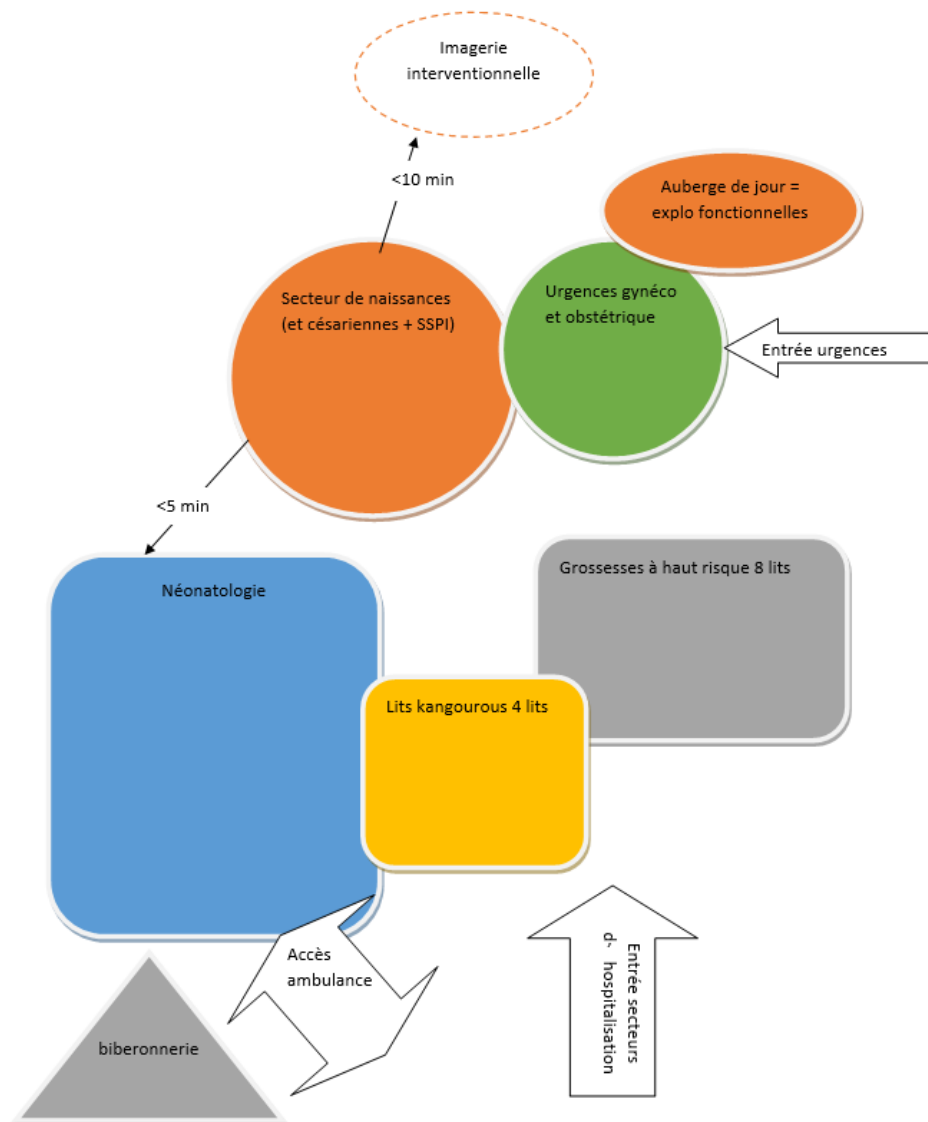 Imagerie
interventionnelle
<10 min
Auberge de jour =
explo fonctionnelles
Secteur de naissances
(et césariennes + SSPI)
Urgences gynéco
et obstétrique
Entrée urgences
<5 min
Néonatologie
Grossesses à haut risque 8 lits
Lits kangourous 4 lits
Accès
ambulance
Entrée secteurs
d՝ hospitalisation
biberonnerie